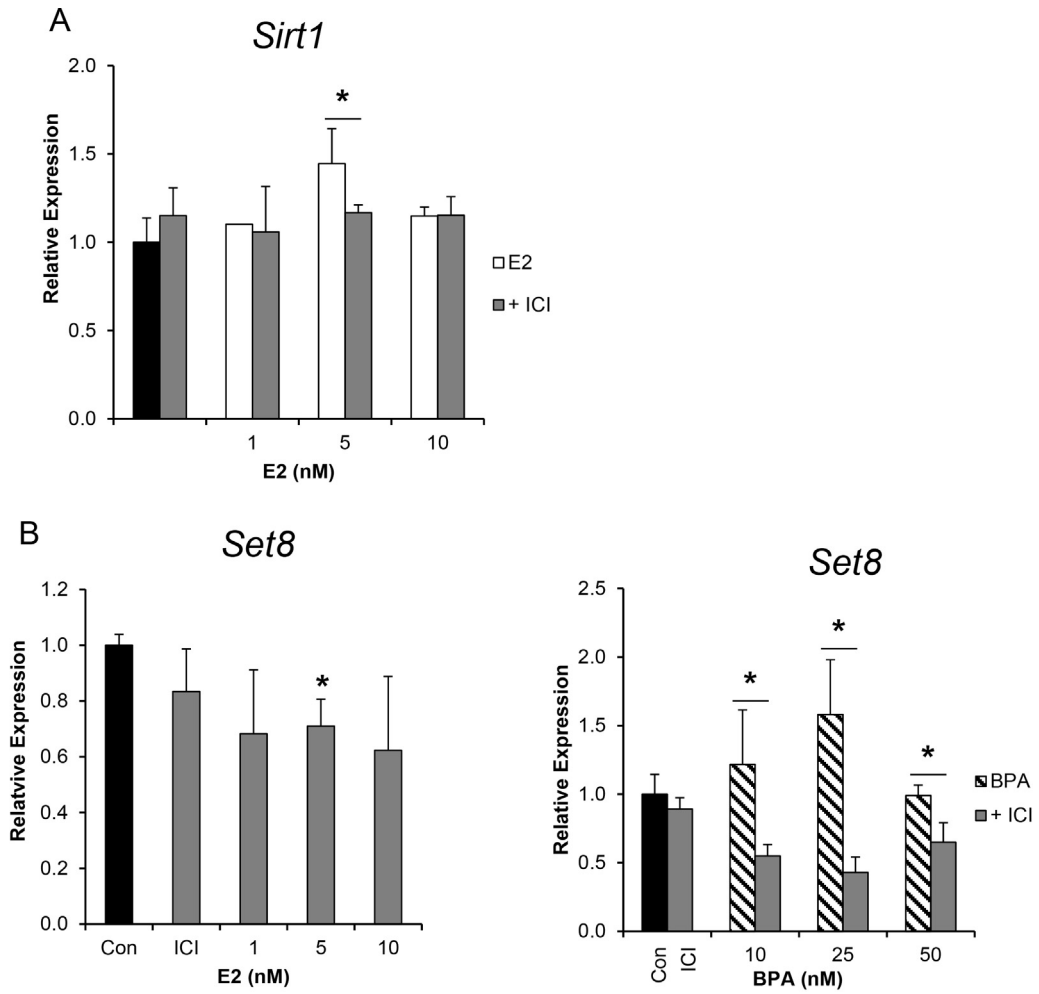 A
Sirt1
2.0
1.5
1.0
0.5
0.0
Relative Expression
*
1 5 10
E2 (nM)
E2
+ ICI
B
Set8
1.2
1.0
0.8
0.6
0.4
0.2
0.0
Relatvive Expression
*
Con ICI 1 5 10
E2 (nM)
Set8
2.5
2.0
1.5
1.0
0.5
0.0
Relative Expression
* * *
Con ICI 10 25 50
BPA (nM)
BPA
+ ICI